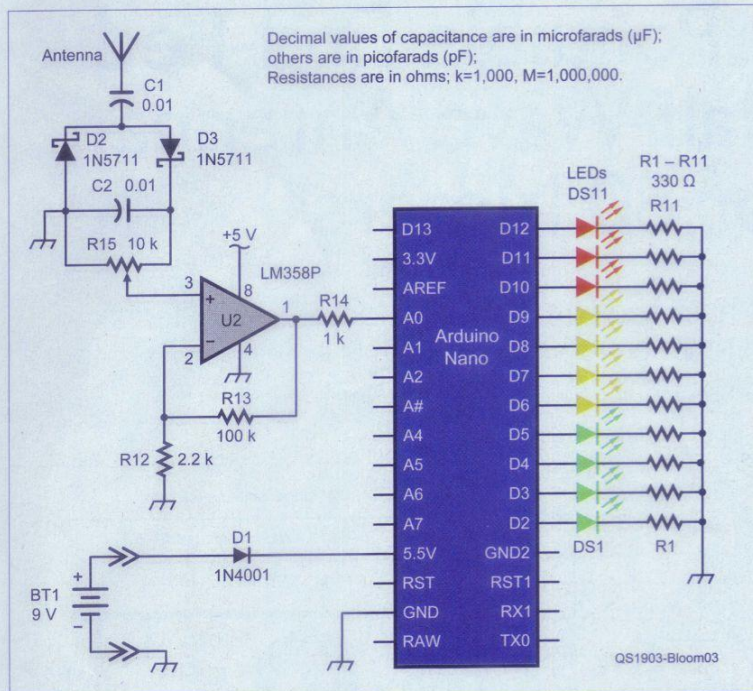 Antenna
Decimal values of capacitance are in microfarads (µF);
others are in picofarads (pF);
Resistances are in ohms; k=1,000, M=1,000,000.
C1
0.01
D2
1N5711
D3
1N5711
C2 0.01
R15 10 k
+5 V
LM358P
3
+
8
U2
1
−
2
4
R14
1 k
R13
100 k
R12 2.2 k
D1
1N4001
BT1
9 V
+
−
Arduino
Nano
D13
3.3V
AREF
A0
A1
A2
A#
A4
A5
A6
A7
5.5V
RST
GND
RAW
D12
D11
D10
D9
D8
D7
D6
D5
D4
D3
D2
GND2
RST1
RX1
TX0
LEDs
DS11
R1 – R11
330 Ω
R11
DS1
R1
QS1903-Bloom03